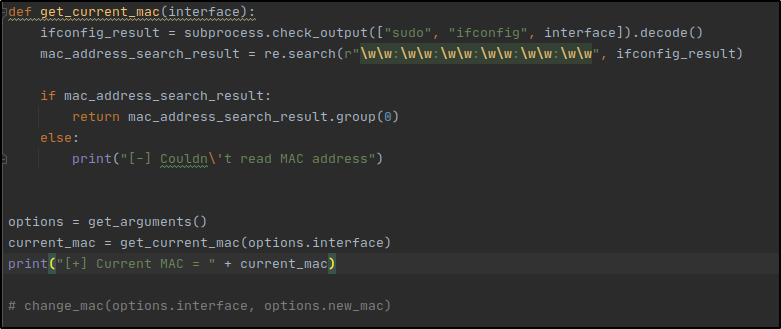 def get_current_mac(interface):
    ifconfig_result = subprocess.check_output(["sudo", "ifconfig", interface]).decode()
    mac_address_search_result = re.search(r"\w\w:\w\w:\w\w:\w\w:\w\w:\w\w", ifconfig_result)
    if mac_address_search_result:
        return mac_address_search_result.group(0)
    else:
        print("[-] Couldn\'t read MAC address")
options = get_arguments()
current_mac = get_current_mac(options.interface)
print("[+] Current MAC = " + current_mac)
# change_mac(options.interface, options.new_mac)